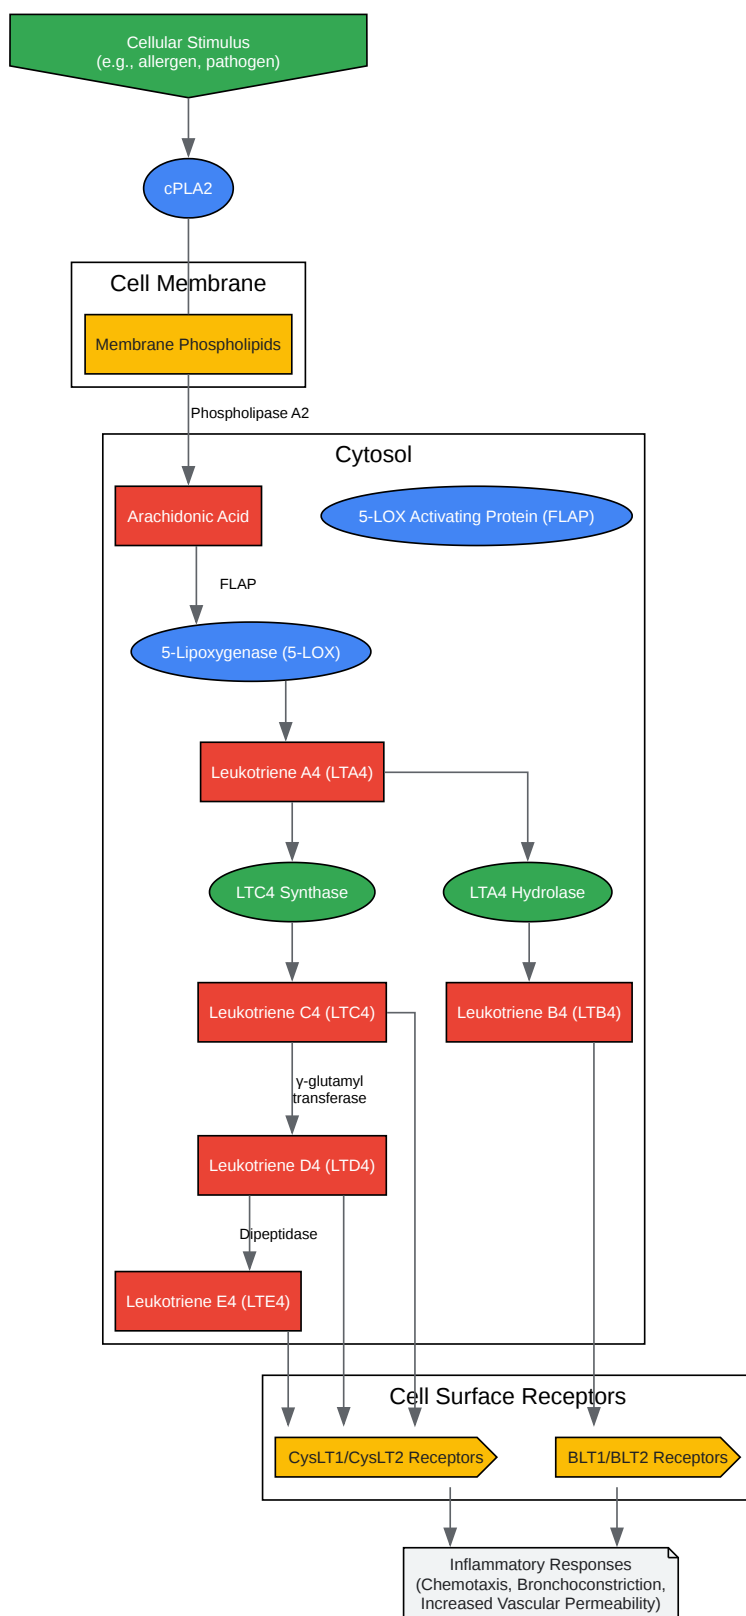 Cellular Stimulus
(e.g., allergen, pathogen)
cPLA2
Cell Membrane
Membrane Phospholipids
Phospholipase A2
Cytosol
Arachidonic Acid
5-LOX Activating Protein (FLAP)
FLAP
5-Lipoxygenase (5-LOX)
Leukotriene A4 (LTA4)
LTC4 Synthase
LTA4 Hydrolase
Leukotriene C4 (LTC4)
Leukotriene B4 (LTB4)
γ-glutamyl
transferase
Leukotriene D4 (LTD4)
Dipeptidase
Leukotriene E4 (LTE4)
Cell Surface Receptors
CysLT1/CysLT2 Receptors
BLT1/BLT2 Receptors
Inflammatory Responses
(Chemotaxis, Bronchoconstriction,
Increased Vascular Permeability)